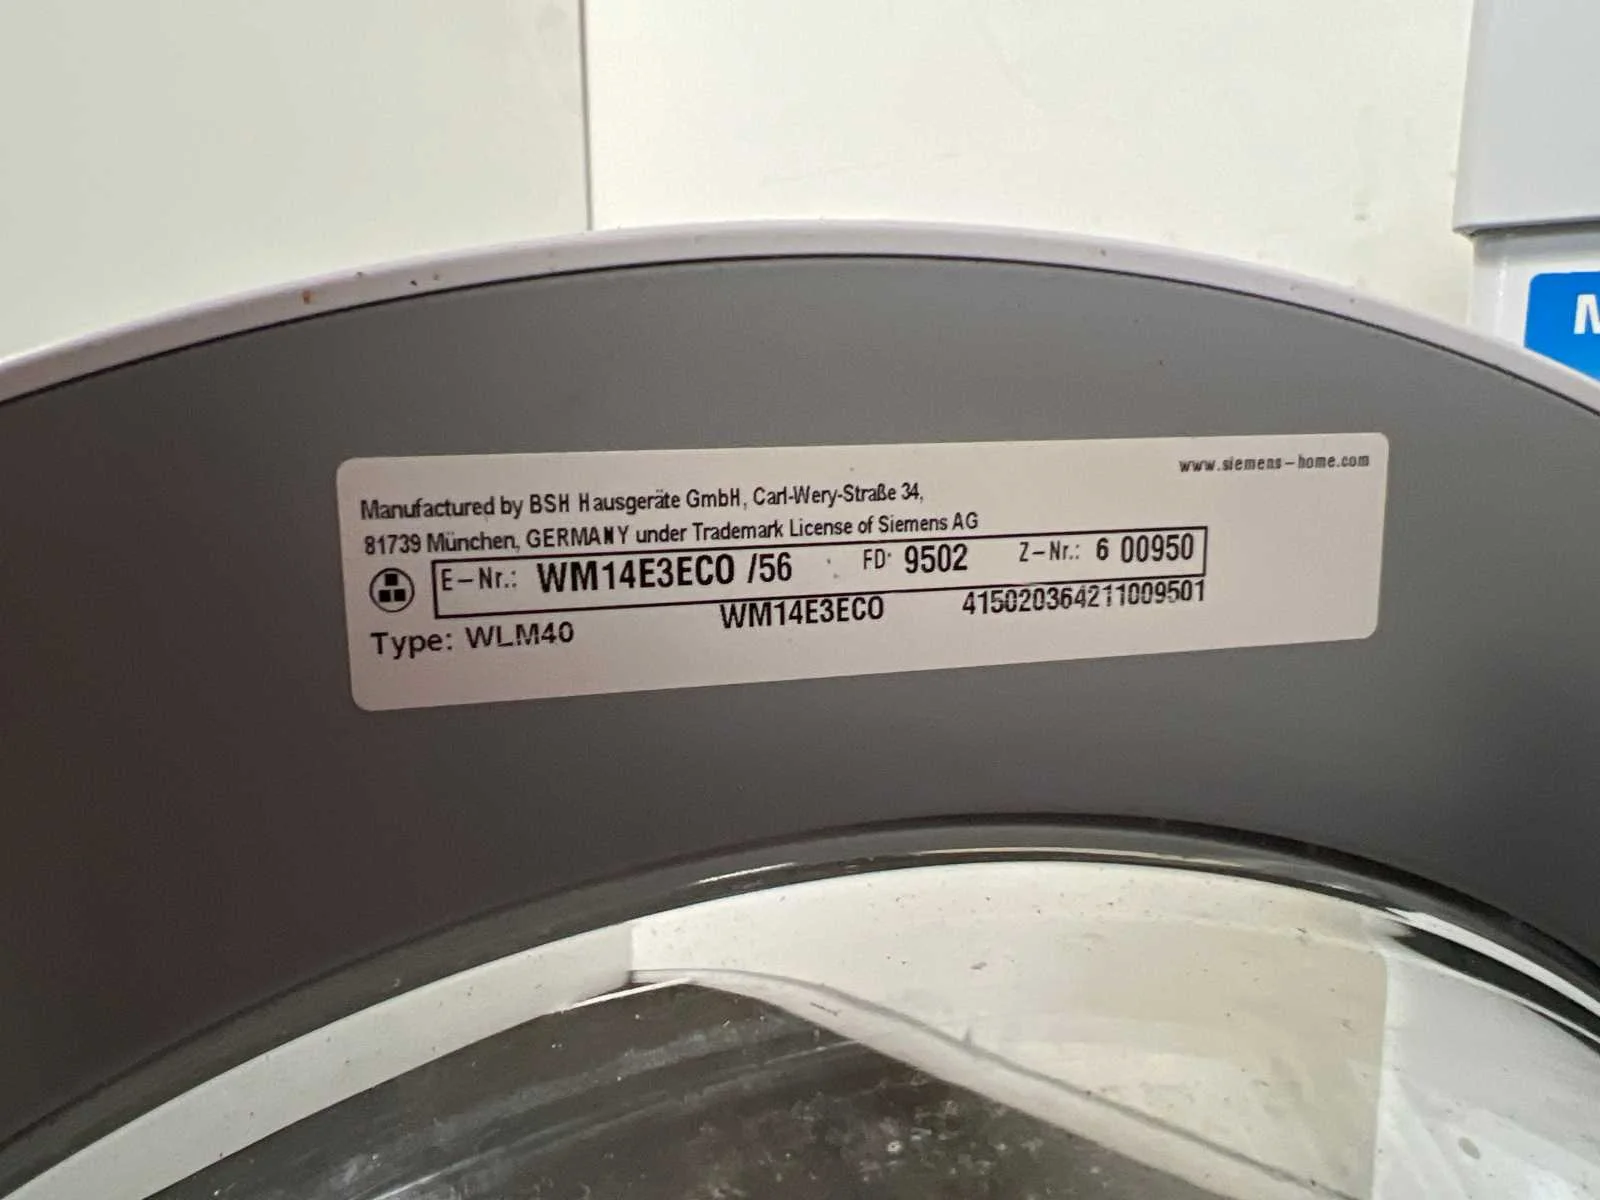 www.siemens-home.com
Manufactured by BSH Hausgeräte GmbH, Carl-Wery-Straße 34,
81739 München, GERMANY under Trademark License of Siemens AG
E-Nr.: WM14E3ECO /56 FD: 9502 Z-Nr.: 6 00950
Type: WLM40 WM14E3ECO 415020364211009501